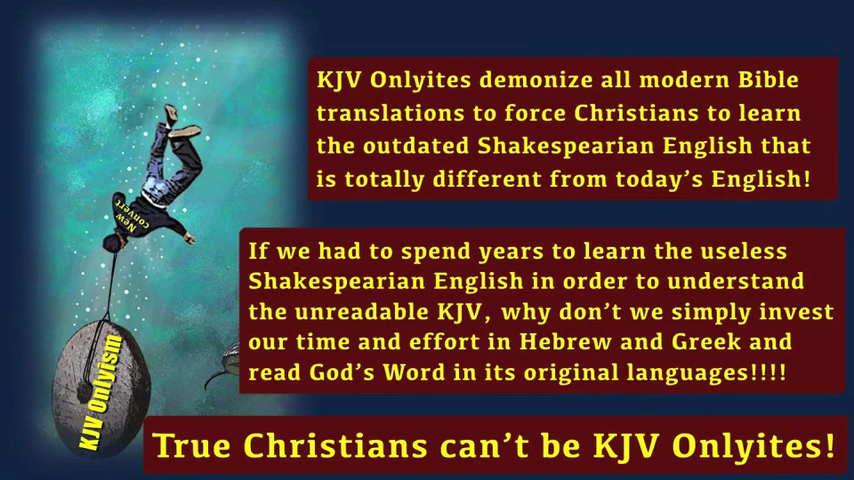 KJV Onlyites demonize all modern Bible
translations to force Christians to learn
the outdated Shakespearian English that
is totally different from today's English!
New
convert
If we had to spend years to learn the useless
Shakespearian English in order to understand
the unreadable KJV, why don't we simply invest
our time and effort in Hebrew and Greek and
read God's Word in its original languages!!!!
KJV Onlyism
True Christians can't be KJV Onlyites!